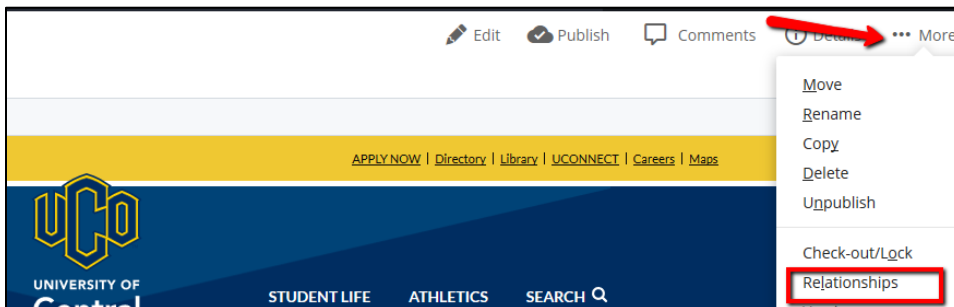 Edit Publish Comments Details ••• More
Move
Rename
Copy
Delete
Unpublish
APPLY NOW | Directory | Library | UCONNECT | Careers | Maps
Check-out/Lock
Relationships
UCO
UNIVERSITY OF
Central
STUDENT LIFE ATHLETICS SEARCH